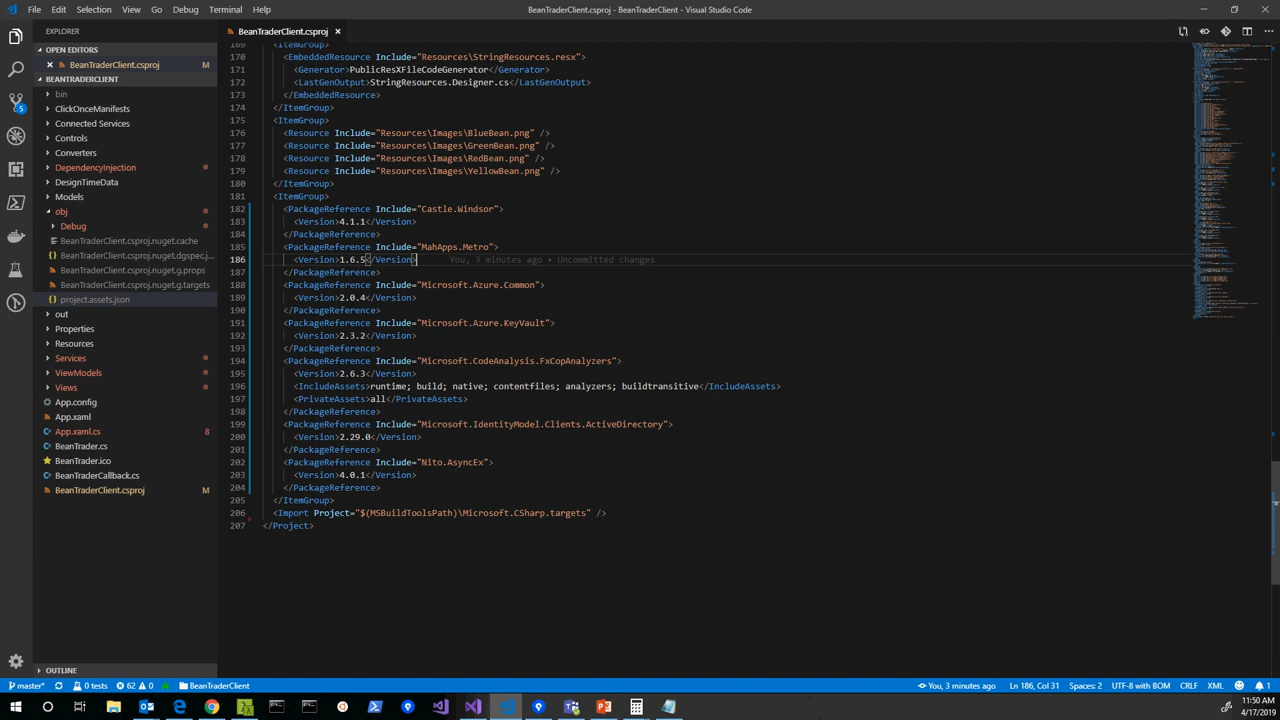 File Edit Selection View Go Debug Terminal Help
BeanTraderClient.csproj - BeanTraderClient - Visual Studio Code
EXPLORER
OPEN EDITORS
BeanTraderClient.csproj M
BEANTRADERCLIENT
bin
ClickOnceManifests
Connected Services
Controls
Converters
DependencyInjection
DesignTimeData
Models
obj
Debug
BeanTraderClient.csproj.nuget.cache
BeanTraderClient.csproj.nuget.dgspec.j...
BeanTraderClient.csproj.nuget.g.props
BeanTraderClient.csproj.nuget.g.targets
project.assets.json
out
Properties
Resources
Services
ViewModels
Views
App.config
App.xaml
App.xaml.cs 8
BeanTrader.cs
BeanTrader.ico
BeanTraderCallback.cs
BeanTraderClient.csproj M
OUTLINE
5
BeanTraderClient.csproj
169 <ItemGroup>
170 <EmbeddedResource Include="Resources\StringResources.resx">
171 <Generator>PublicResXFileCodeGenerator</Generator>
172 <LastGenOutput>StringResources.Designer.cs</LastGenOutput>
173 </EmbeddedResource>
174 </ItemGroup>
175 <ItemGroup>
176 <Resource Include="Resources\Images\BlueBean.png" />
177 <Resource Include="Resources\Images\GreenBean.png" />
178 <Resource Include="Resources\Images\RedBean.png" />
179 <Resource Include="Resources\Images\YellowBean.png" />
180 </ItemGroup>
181 <ItemGroup>
182 <PackageReference Include="Castle.Windsor">
183 <Version>4.1.1</Version>
184 </PackageReference>
185 <PackageReference Include="MahApps.Metro">
186 <Version>1.6.5</Version> You, 3 minutes ago • Uncommitted changes
187 </PackageReference>
188 <PackageReference Include="Microsoft.Azure.Common">
189 <Version>2.0.4</Version>
190 </PackageReference>
191 <PackageReference Include="Microsoft.Azure.KeyVault">
192 <Version>2.3.2</Version>
193 </PackageReference>
194 <PackageReference Include="Microsoft.CodeAnalysis.FxCopAnalyzers">
195 <Version>2.6.3</Version>
196 <IncludeAssets>runtime; build; native; contentfiles; analyzers; buildtransitive</IncludeAssets>
197 <PrivateAssets>all</PrivateAssets>
198 </PackageReference>
199 <PackageReference Include="Microsoft.IdentityModel.Clients.ActiveDirectory">
200 <Version>2.29.0</Version>
201 </PackageReference>
202 <PackageReference Include="Nito.AsyncEx">
203 <Version>4.0.1</Version>
204 </PackageReference>
205 </ItemGroup>
206 <Import Project="$(MSBuildToolsPath)\Microsoft.CSharp.targets" />
207 </Project>
master* 0 tests 62 0 BeanTraderClient You, 3 minutes ago Ln 186, Col 31 Spaces: 2 UTF-8 with BOM CRLF XML 1
11:50 AM
4/17/2019